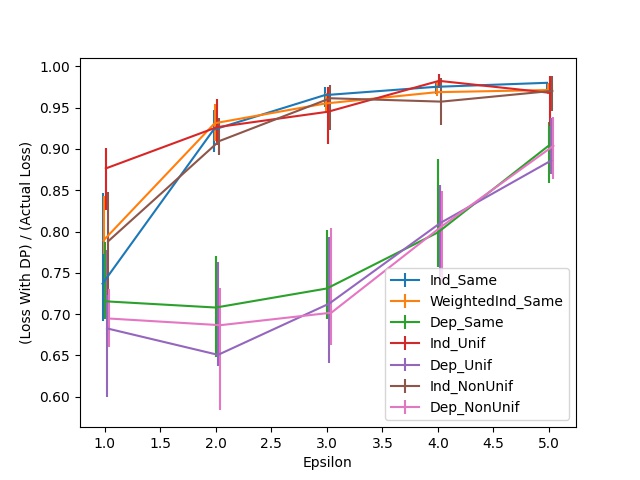 (Loss With DP) / (Actual Loss)
1.00
0.95
0.90
0.85
0.80
0.75
0.70
0.65
0.60
Ind_Same
WeightedInd_Same
Dep_Same
Ind_Unif
Dep_Unif
Ind_NonUnif
Dep_NonUnif
1.0 1.5 2.0 2.5 3.0 3.5 4.0 4.5 5.0
Epsilon